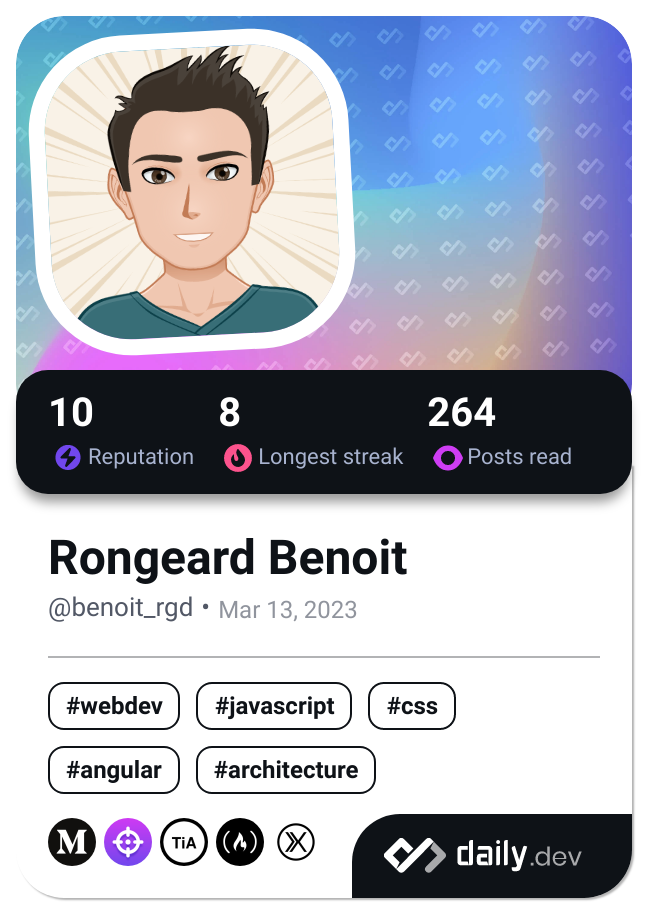 10 8 264
Reputation Longest streak Posts read
Rongeard Benoit
@benoit_rgd • Mar 13, 2023
#webdev #javascript #css
#angular #architecture
M TiA
daily.dev